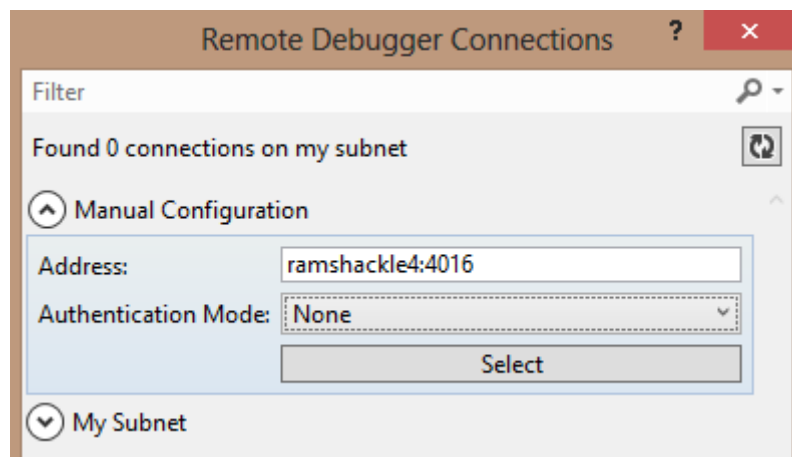 Remote Debugger Connections ? ×
Filter
Found 0 connections on my subnet
Manual Configuration
Address: ramshackle4:4016
Authentication Mode: None
Select
My Subnet